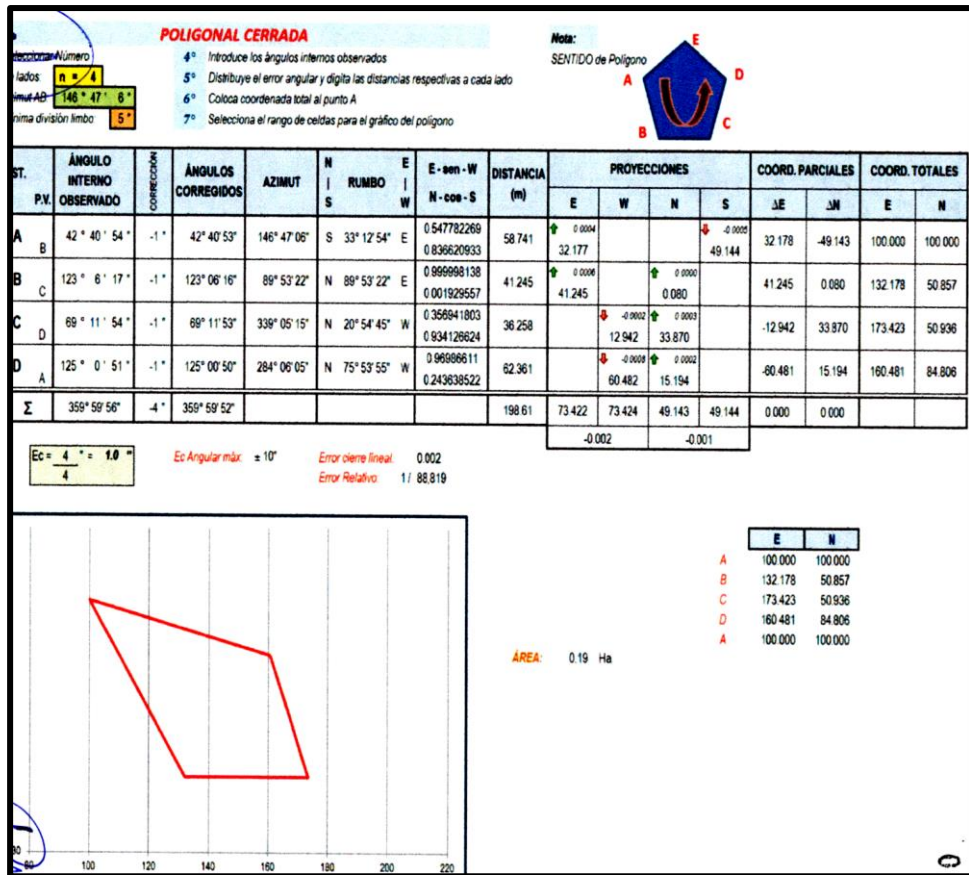 POLIGONAL CERRADA
Número
lados: n = 4
AB 146 ° 47 ' 6 "
división limbo: 5 "
4° Introduce los ángulos internos observados
5° Distribuye el error angular y digita las distancias respectivas a cada lado
6° Coloca coordenada total al punto A
7° Selecciona el rango de celdas para el gráfico del polígono
Nota:
SENTIDO de Polígono
E
A D
B C
P.V. ÁNGULO INTERNO OBSERVADO CORRECCIÓN ÁNGULOS CORREGIDOS AZIMUT N | S RUMBO E | W E - sen - W N - cos - S DISTANCIA (m) PROYECCIONES E W N S COORD. PARCIALES ΔE ΔN COORD. TOTALES E N
A B 42 ° 40 ' 54 " -1 " 42° 40' 53" 146° 47' 06" S 33° 12' 54" E 0.547782269 0.836620933 58.741 0.0004 32.177 -0.0005 49.144 32.178 -49.143 100.000 100.000
B C 123 ° 6 ' 17 " -1 " 123° 06' 16" 89° 53' 22" N 89° 53' 22" E 0.999998138 0.001929557 41.245 0.0006 41.245 0.0000 0.080 41.245 0.080 132.178 50.857
C D 69 ° 11 ' 54 " -1 " 69° 11' 53" 339° 05' 15" N 20° 54' 45" W 0.356941803 0.934126624 36.258 -0.0002 12.942 0.0003 33.870 -12.942 33.870 173.423 50.936
D A 125 ° 0 ' 51 " -1 " 125° 00' 50" 284° 06' 05" N 75° 53' 55" W 0.96986611 0.243638522 62.361 60.482 0.0002 15.194 -60.481 15.194 160.481 84.806
Σ 359° 59' 56" -4 " 359° 59' 52" 198.61 73.422 73.424 49.143 49.144 0.000 0.000
-0.002 -0.001
Ec = 4 " = 1.0 "
4
Ec Angular máx: ± 10" Error cierre lineal: 0.002
Error Relativo: 1 / 88,819
E N
A 100.000 100.000
B 132.178 50.857
C 173.423 50.936
D 160.481 84.806
A 100.000 100.000
ÁREA: 0.19 Ha
80 100 120 140 160 180 200 220